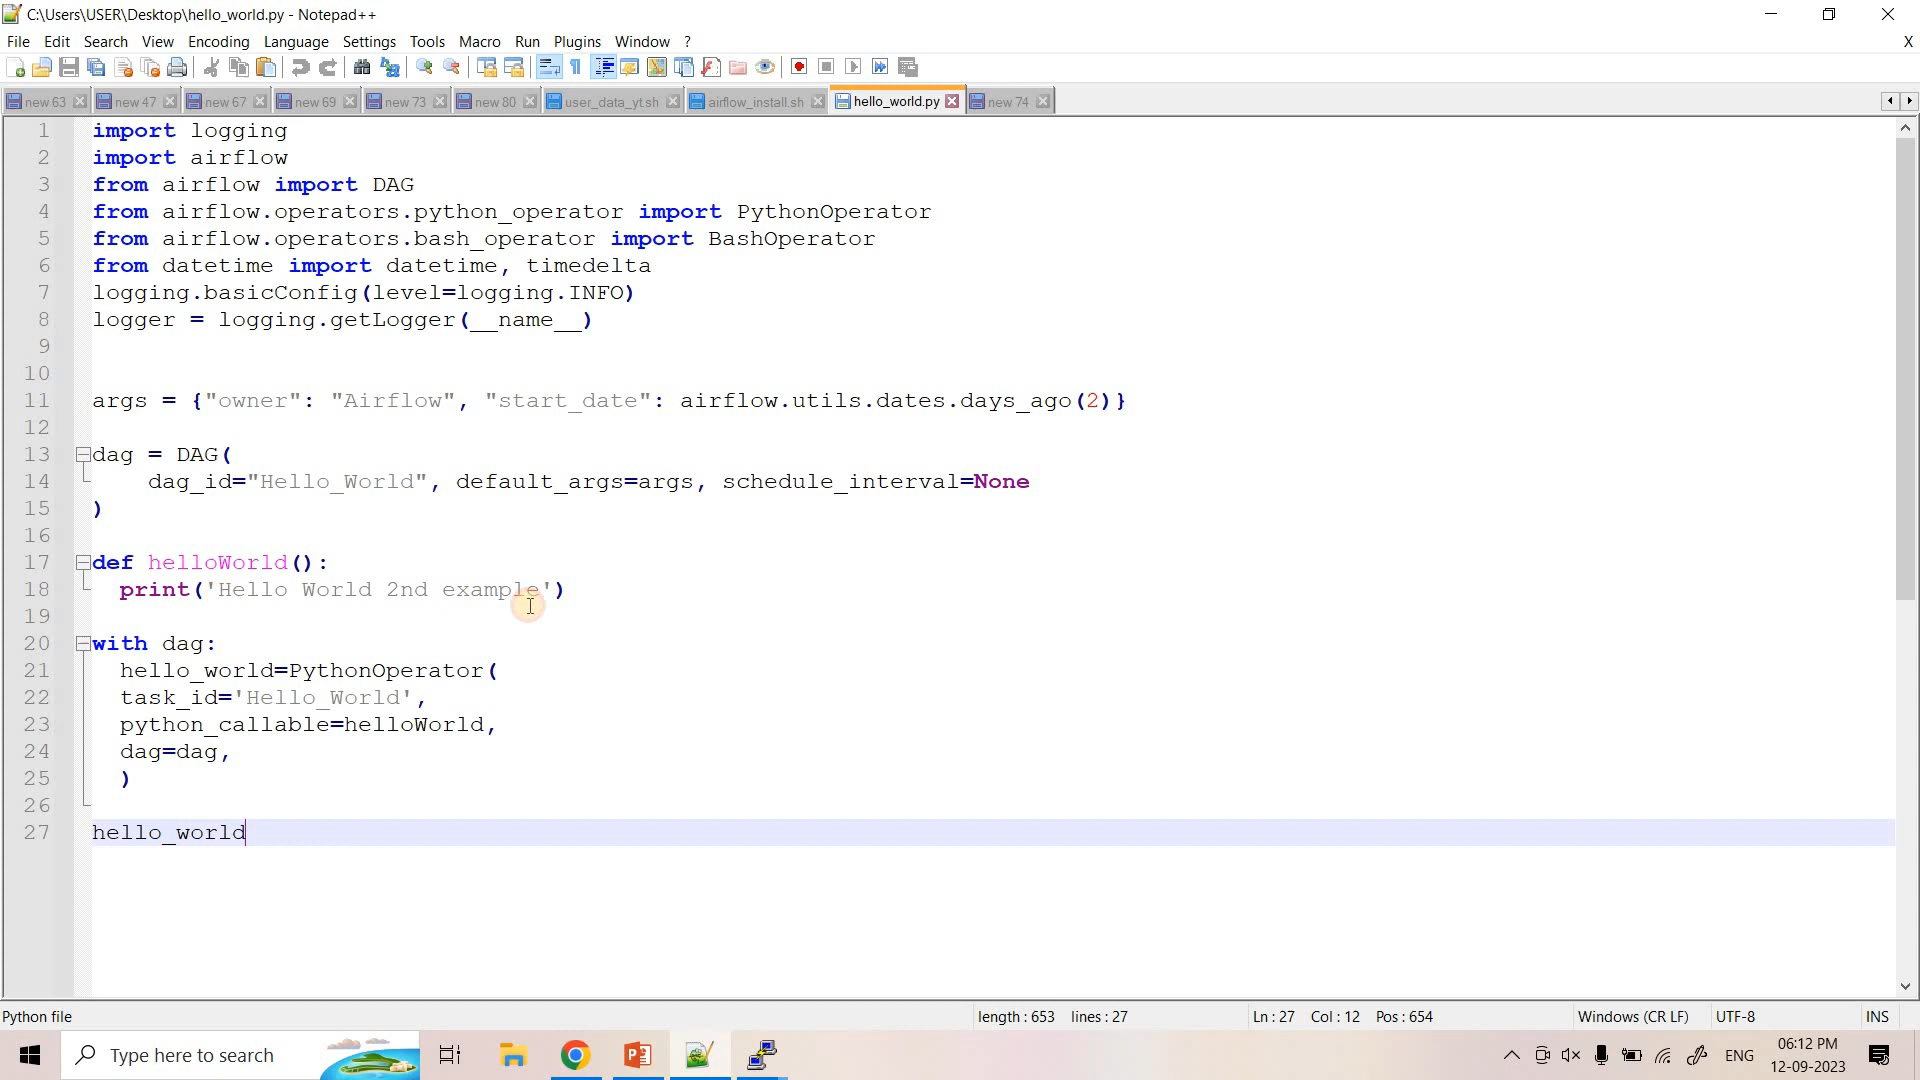 C:\Users\USER\Desktop\hello_world.py - Notepad++
File Edit Search View Encoding Language Settings Tools Macro Run Plugins Window ? X
new 63 new 47 new 67 new 69 new 73 new 80 user_data_yt.sh airflow_install.sh hello_world.py new 74
1 import logging
2 import airflow
3 from airflow import DAG
4 from airflow.operators.python_operator import PythonOperator
5 from airflow.operators.bash_operator import BashOperator
6 from datetime import datetime, timedelta
7 logging.basicConfig(level=logging.INFO)
8 logger = logging.getLogger(__name__)
9
10
11 args = {"owner": "Airflow", "start_date": airflow.utils.dates.days_ago(2)}
12
13 dag = DAG(
14     dag_id="Hello_World", default_args=args, schedule_interval=None
15 )
16
17 def helloWorld():
18   print('Hello World 2nd example')
19
20 with dag:
21   hello_world=PythonOperator(
22   task_id='Hello_World',
23   python_callable=helloWorld,
24   dag=dag,
25   )
26
27 hello_world
Python file length : 653 lines : 27 Ln : 27 Col : 12 Pos : 654 Windows (CR LF) UTF-8 INS
Type here to search ENG 06:12 PM
12-09-2023